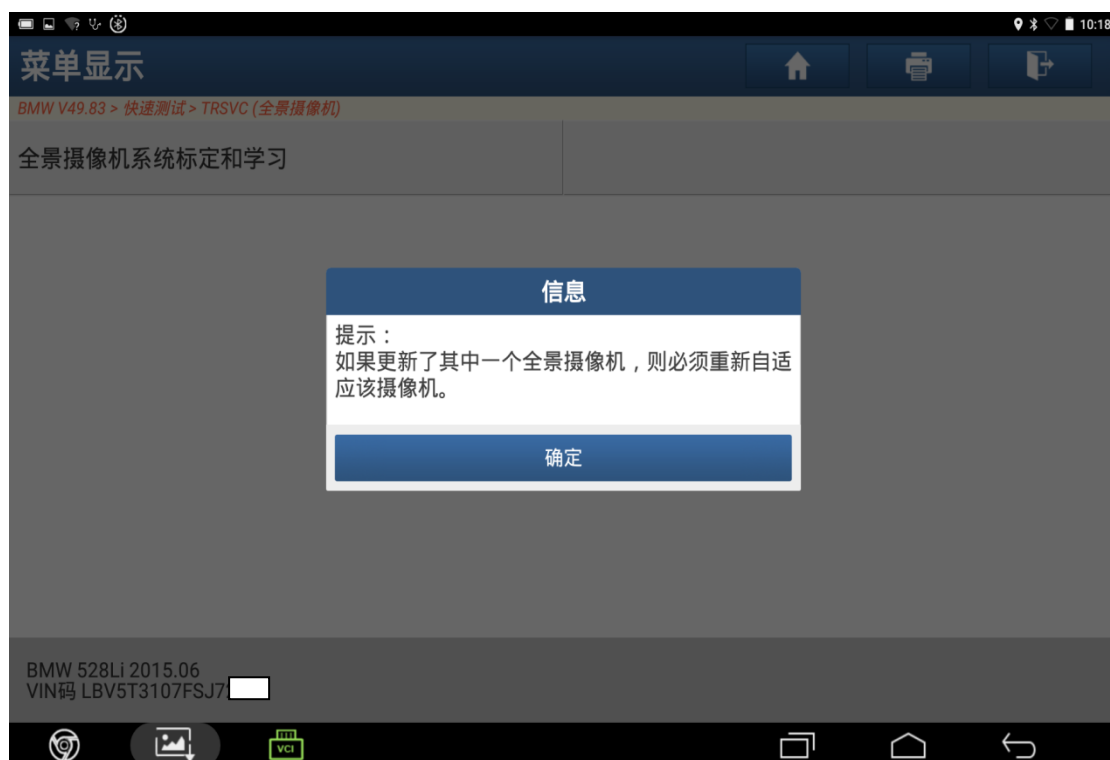 10:18
菜单显示
BMW V49.83 > 快速测试 > TRSVC (全景摄像机)
全景摄像机系统标定和学习
信息
提示：
如果更新了其中一个全景摄像机，则必须重新自适
应该摄像机。
确定
BMW 528Li 2015.06
VIN码 LBV5T3107FSJ7
VCI